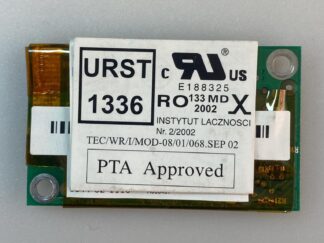 URST
1336
c RU US
E188325
RO 133 MD X
2002
INSTYTUT LACZNOSCI
Nr. 2/2002
TEC/WR/I/MOD-08/01/068.SEP 02
PTA Approved